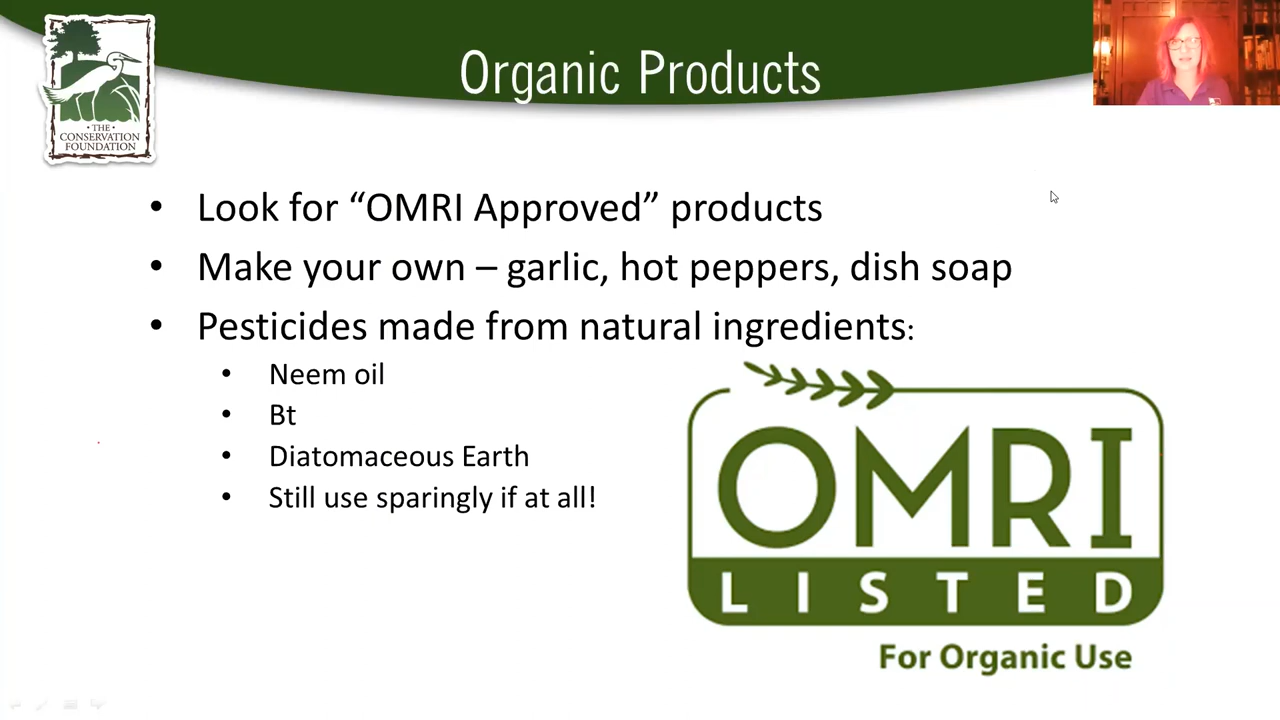 Organic Products
• THE •
CONSERVATION
FOUNDATION
• Look for “OMRI Approved” products
• Make your own – garlic, hot peppers, dish soap
• Pesticides made from natural ingredients:
• Neem oil
• Bt
• Diatomaceous Earth
• Still use sparingly if at all!
OMRI
LISTED
For Organic Use